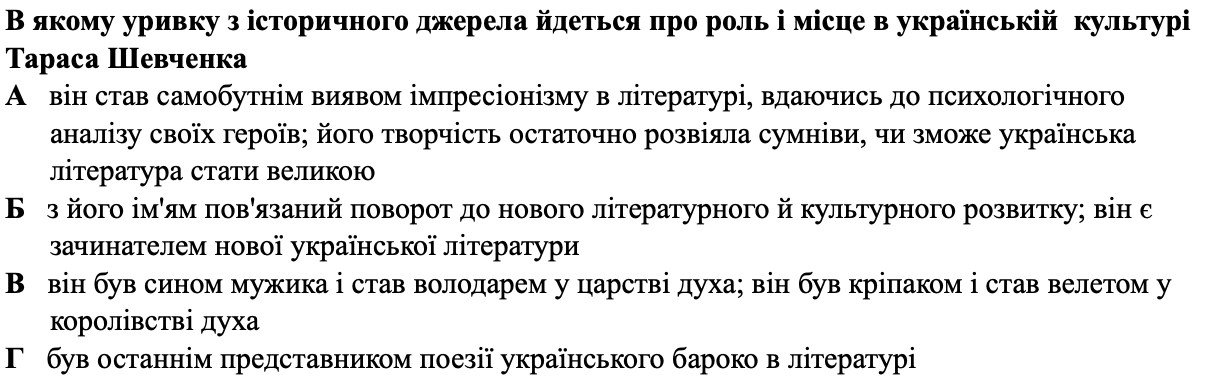 В якому уривку з історичного джерела йдеться про роль і місце в українській культурі
Тараса Шевченка
А він став самобутнім виявом імпресіонізму в літературі, вдаючись до психологічного
аналізу своїх героїв; його творчість остаточно розвіяла сумніви, чи зможе українська
література стати великою
Б з його ім'ям пов'язаний поворот до нового літературного й культурного розвитку; він є
зачинателем нової української літератури
В він був сином мужика і став володарем у царстві духа; він був кріпаком і став велетом у
королівстві духа
Г був останнім представником поезії українського бароко в літературі